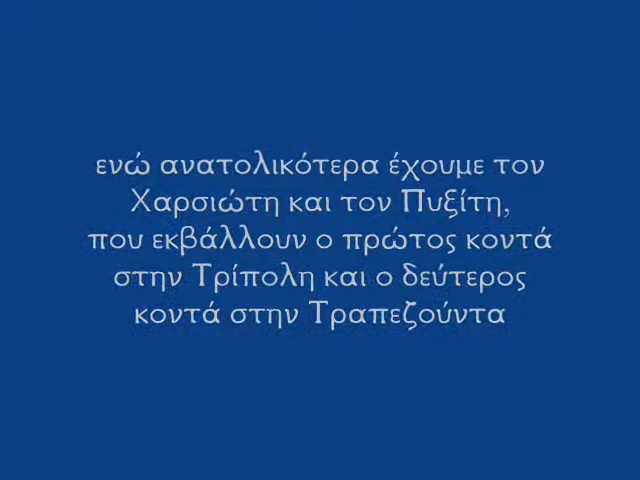 ενώ ανατολικότερα έχουμε τον
Χαρσιώτη και τον Πυξίτη,
που εκβάλλουν ο πρώτος κοντά
στην Τρίπολη και ο δεύτερος
κοντά στην Τραπεζούντα